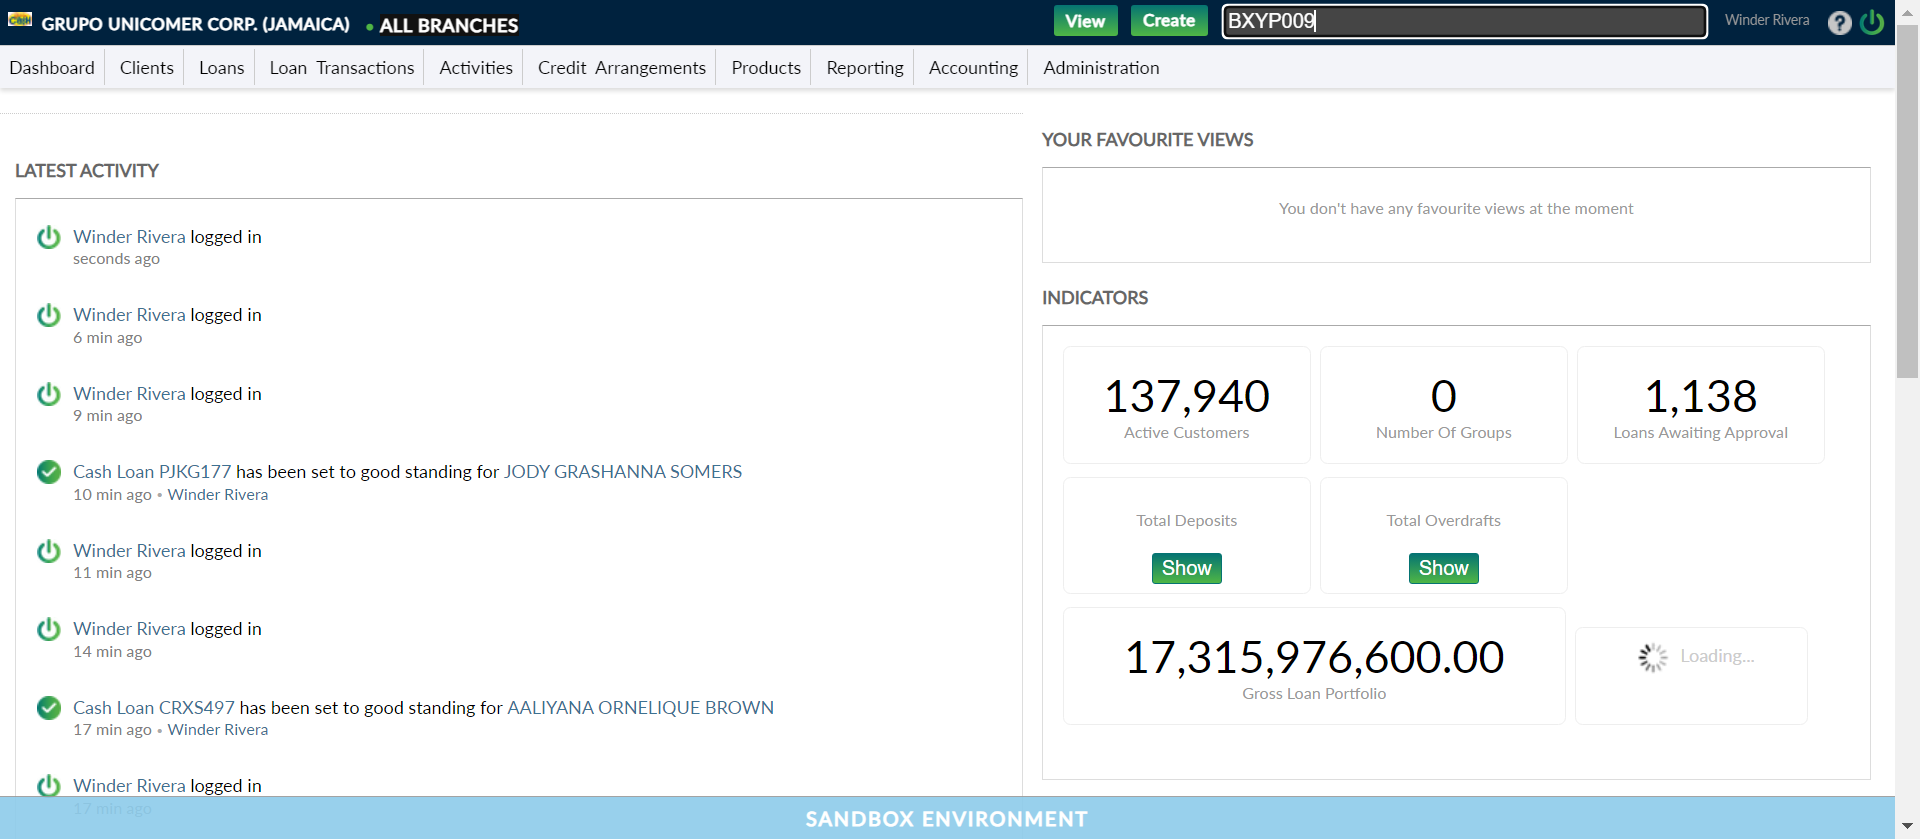 GRUPO UNICOMER CORP. (JAMAICA) • ALL BRANCHES View Create BXYP009 Winder Rivera ?
Dashboard Clients Loans Loan Transactions Activities Credit Arrangements Products Reporting Accounting Administration
LATEST ACTIVITY
Winder Rivera logged in
seconds ago
Winder Rivera logged in
6 min ago
Winder Rivera logged in
9 min ago
Cash Loan PJKG177 has been set to good standing for JODY GRASHANNA SOMERS
10 min ago • Winder Rivera
Winder Rivera logged in
11 min ago
Winder Rivera logged in
14 min ago
Cash Loan CRXS497 has been set to good standing for AALIYANA ORNELIQUE BROWN
17 min ago • Winder Rivera
Winder Rivera logged in
17 min ago
YOUR FAVOURITE VIEWS
You don't have any favourite views at the moment
INDICATORS
137,940
Active Customers
0
Number Of Groups
1,138
Loans Awaiting Approval
Total Deposits
Show
Total Overdrafts
Show
17,315,976,600.00
Gross Loan Portfolio
Loading...
SANDBOX ENVIRONMENT